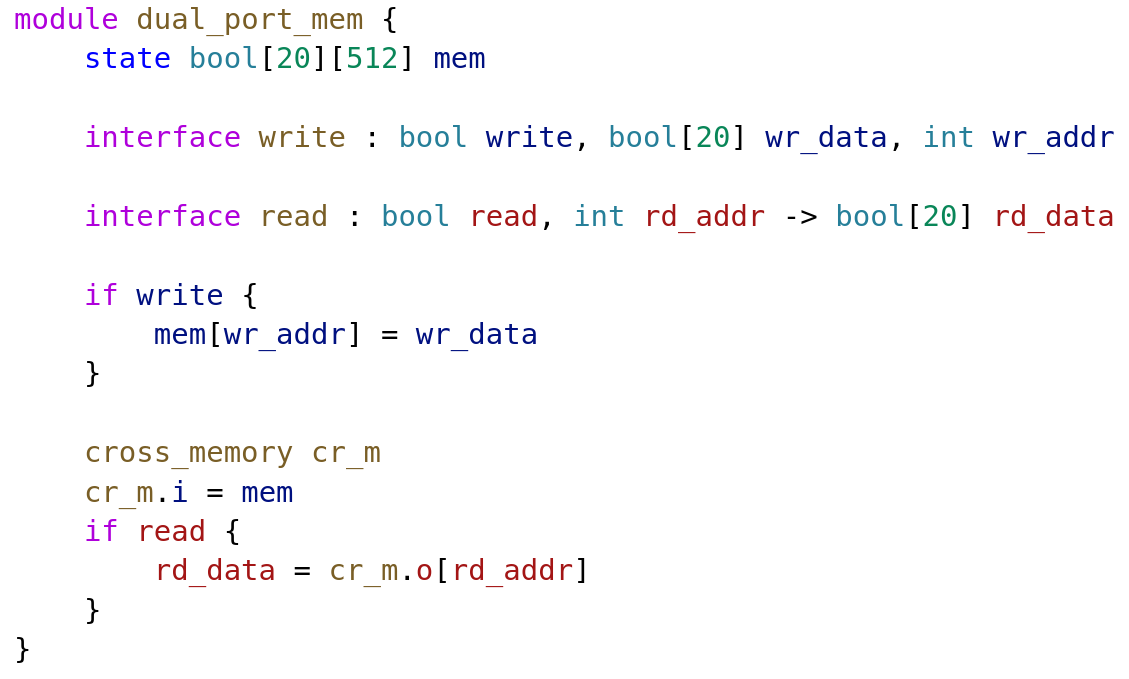 module dual_port_mem {
    state bool[20][512] mem

    interface write : bool write, bool[20] wr_data, int wr_addr

    interface read : bool read, int rd_addr -> bool[20] rd_data

    if write {
        mem[wr_addr] = wr_data
    }

    cross_memory cr_m
    cr_m.i = mem
    if read {
        rd_data = cr_m.o[rd_addr]
    }
}